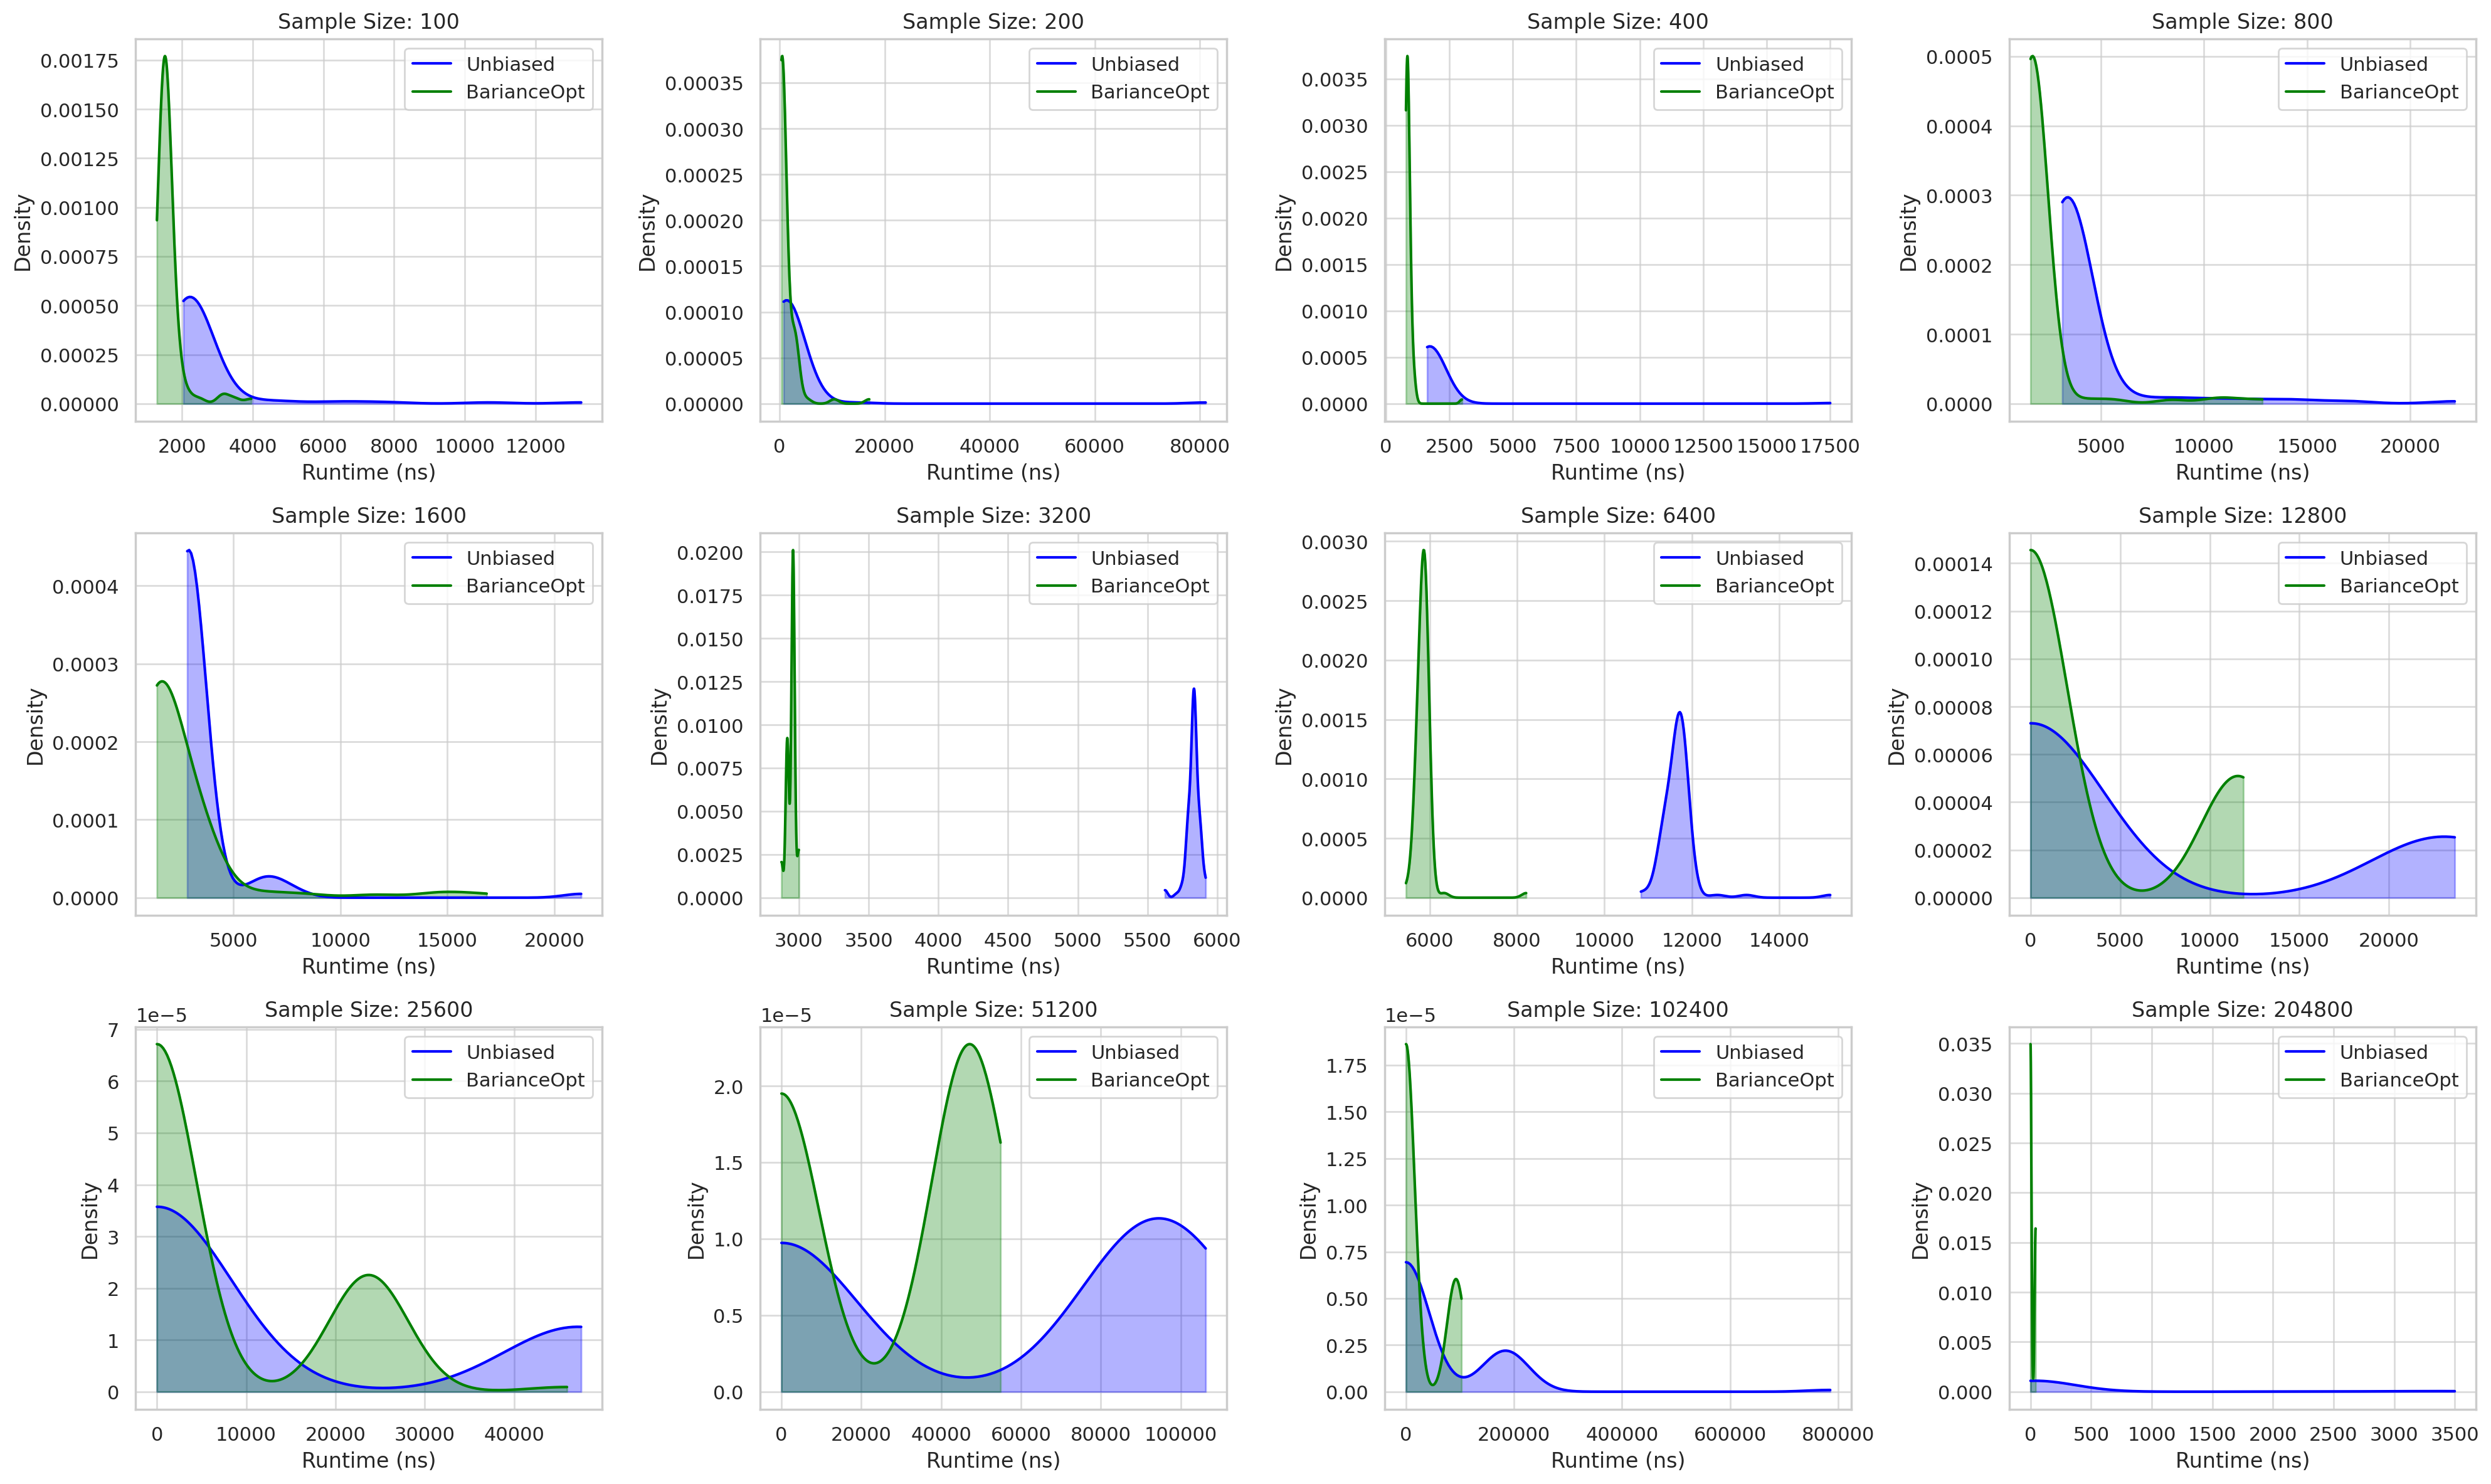 Sample Size: 100
Density
0.00175
0.00150
0.00125
0.00100
0.00075
0.00050
0.00025
0.00000
Unbiased
BarianceOpt
2000 4000 6000 8000 10000 12000
Runtime (ns)
Sample Size: 200
Density
0.00035
0.00030
0.00025
0.00020
0.00015
0.00010
0.00005
0.00000
Unbiased
BarianceOpt
0 20000 40000 60000 80000
Runtime (ns)
Sample Size: 400
Density
0.0035
0.0030
0.0025
0.0020
0.0015
0.0010
0.0005
0.0000
Unbiased
BarianceOpt
0 2500 5000 7500 10000 12500 15000 17500
Runtime (ns)
Sample Size: 800
Density
0.0005
0.0004
0.0003
0.0002
0.0001
0.0000
Unbiased
BarianceOpt
5000 10000 15000 20000
Runtime (ns)
Sample Size: 1600
Density
0.0004
0.0003
0.0002
0.0001
0.0000
Unbiased
BarianceOpt
5000 10000 15000 20000
Runtime (ns)
Sample Size: 3200
Density
0.0200
0.0175
0.0150
0.0125
0.0100
0.0075
0.0050
0.0025
0.0000
Unbiased
BarianceOpt
3000 3500 4000 4500 5000 5500 6000
Runtime (ns)
Sample Size: 6400
Density
0.0030
0.0025
0.0020
0.0015
0.0010
0.0005
0.0000
Unbiased
BarianceOpt
6000 8000 10000 12000 14000
Runtime (ns)
Sample Size: 12800
Density
0.00014
0.00012
0.00010
0.00008
0.00006
0.00004
0.00002
0.00000
Unbiased
BarianceOpt
0 5000 10000 15000 20000
Runtime (ns)
1e−5
Sample Size: 25600
Density
7
6
5
4
3
2
1
0
Unbiased
BarianceOpt
0 10000 20000 30000 40000
Runtime (ns)
1e−5
Sample Size: 51200
Density
2.0
1.5
1.0
0.5
0.0
Unbiased
BarianceOpt
0 20000 40000 60000 80000 100000
Runtime (ns)
1e−5
Sample Size: 102400
Density
1.75
1.50
1.25
1.00
0.75
0.50
0.25
0.00
Unbiased
BarianceOpt
0 200000 400000 600000 800000
Runtime (ns)
Sample Size: 204800
Density
0.035
0.030
0.025
0.020
0.015
0.010
0.005
0.000
Unbiased
BarianceOpt
0 500 1000 1500 2000 2500 3000 3500
Runtime (ns)